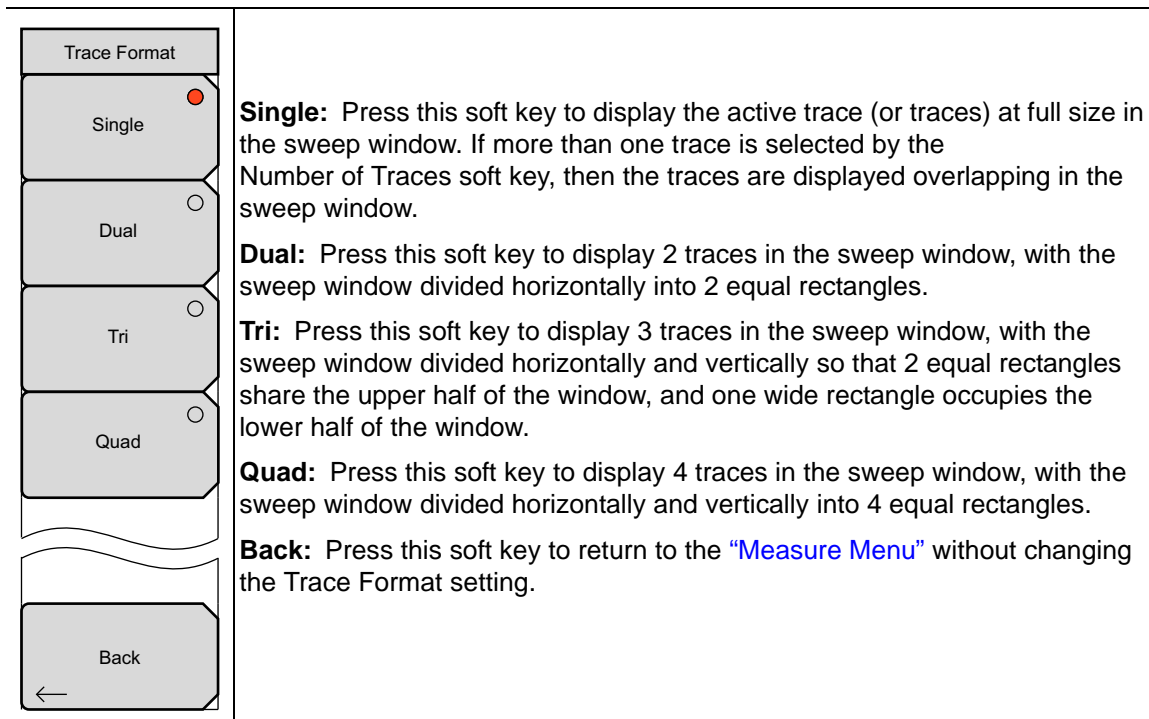 Trace Format
Single
Dual
Tri
Quad
Back
Single: Press this soft key to display the active trace (or traces) at full size in
the sweep window. If more than one trace is selected by the
Number of Traces soft key, then the traces are displayed overlapping in the
sweep window.
Dual: Press this soft key to display 2 traces in the sweep window, with the
sweep window divided horizontally into 2 equal rectangles.
Tri: Press this soft key to display 3 traces in the sweep window, with the
sweep window divided horizontally and vertically so that 2 equal rectangles
share the upper half of the window, and one wide rectangle occupies the
lower half of the window.
Quad: Press this soft key to display 4 traces in the sweep window, with the
sweep window divided horizontally and vertically into 4 equal rectangles.
Back: Press this soft key to return to the “Measure Menu” without changing
the Trace Format setting.